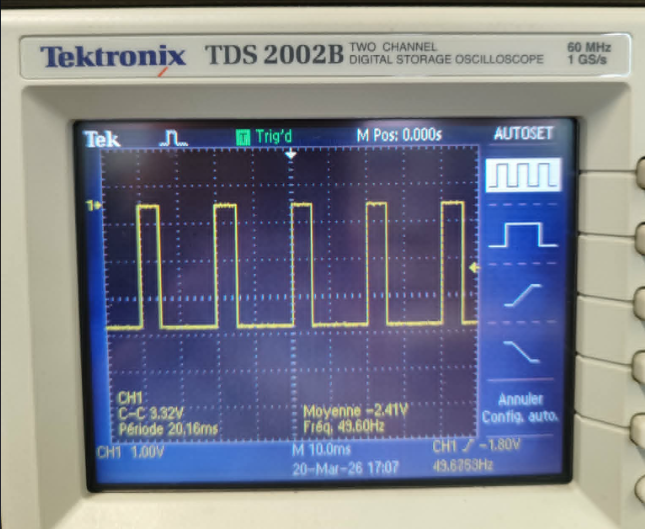 Tektronix TDS 2002B TWO CHANNEL DIGITAL STORAGE OSCILLOSCOPE 60 MHz 1 GS/s
Tek T Trig'd M Pos: 0.000s AUTOSET
1
CH1
C-C 3.32V Moyenne -2.41V
Période 20.16ms Fréq. 49.60Hz
Annuler
Config. auto.
CH1 1.00V M 10.0ms CH1 -1.80V
20-Mar-26 17:07 49.6753Hz